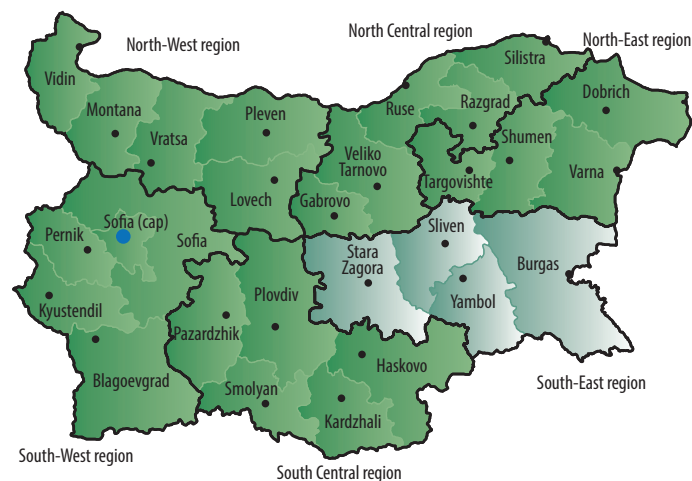 North-West region
North Central region
North-East region
Vidin
Silistra
Dobrich
Montana
Vratsa
Pleven
Ruse
Razgrad
Shumen
Veliko
Tarnovo
Targovishte
Varna
Lovech
Gabrovo
Sofia (cap)
Sofia
Pernik
Sliven
Stara
Zagora
Burgas
Plovdiv
Yambol
Kyustendil
Pazardzhik
Haskovo
Blagoevgrad
Smolyan
Kardzhali
South-East region
South-West region
South Central region